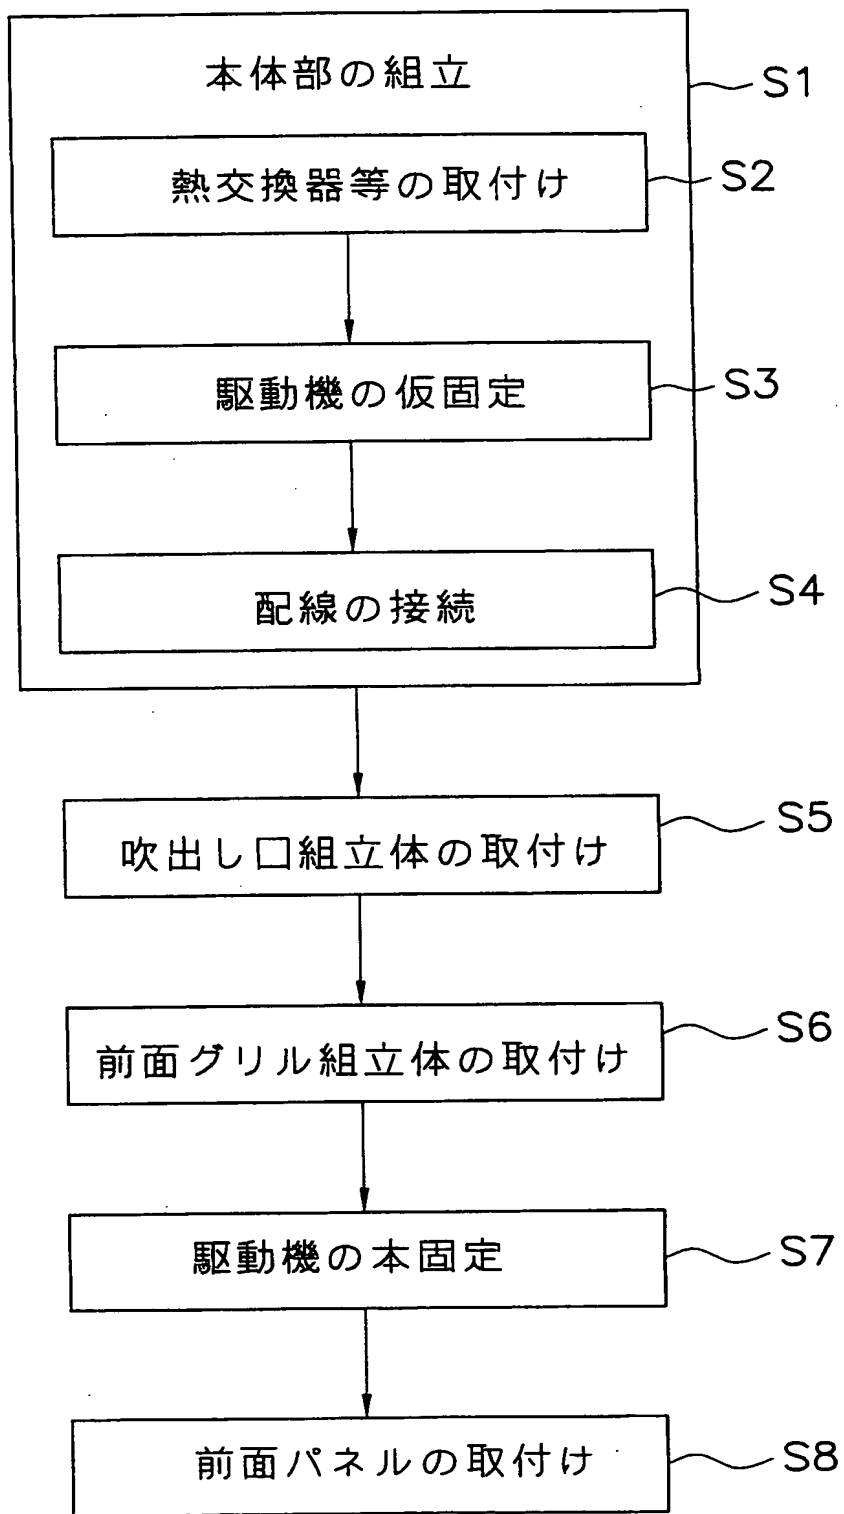 本体部の組立
S1
熱交換器等の取付け
S2
駆動機の仮固定
S3
配線の接続
S4
吹出し口組立体の取付け
S5
前面グリル組立体の取付け
S6
駆動機の本固定
S7
前面パネルの取付け
S8